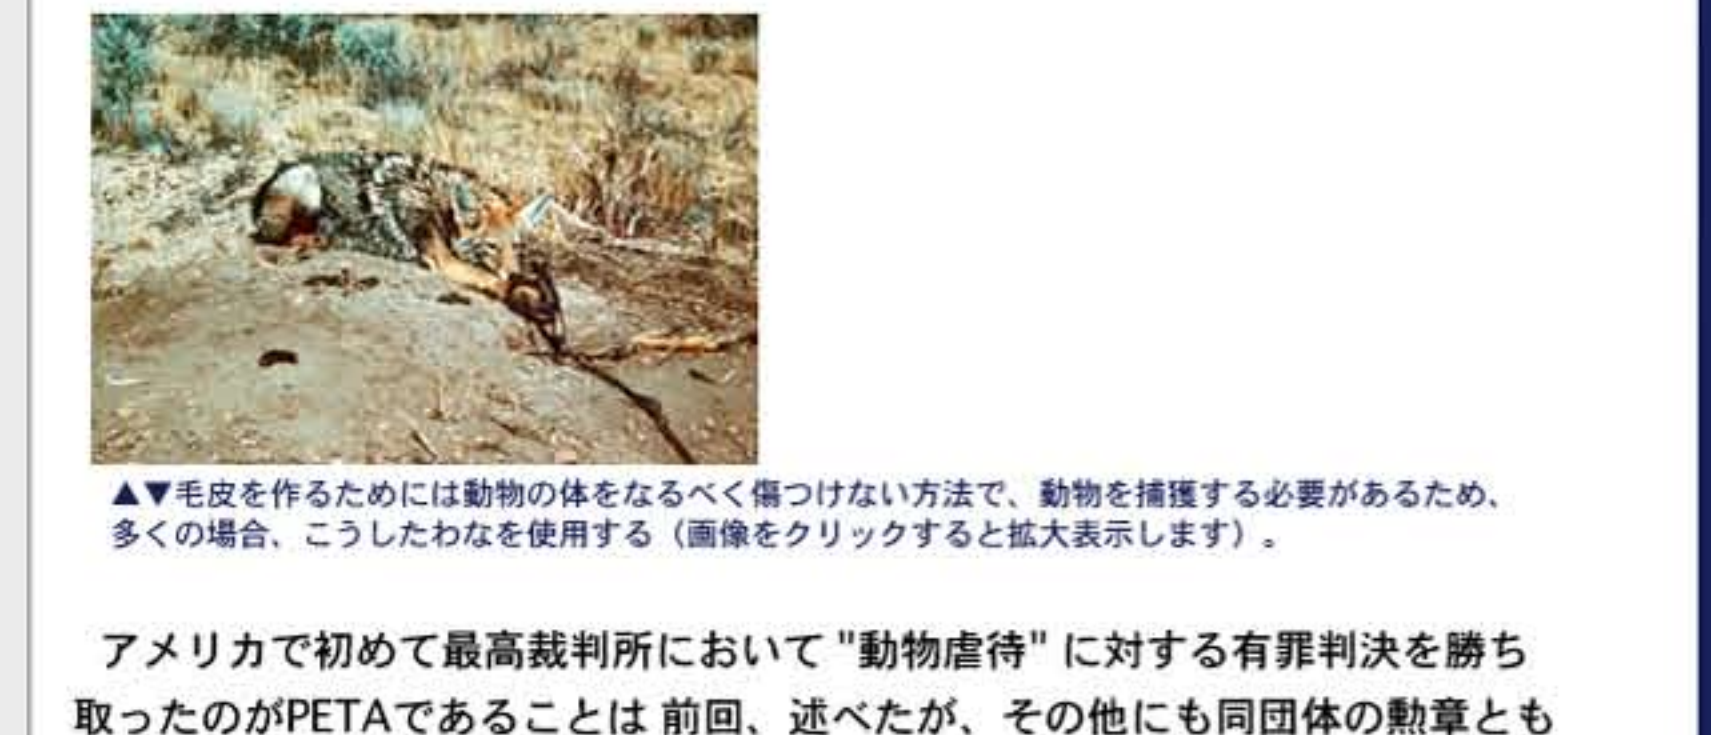 ▲▼毛皮を作るためには動物の体をなるべく傷つけない方法で、動物を捕獲する必要があるため、
多くの場合、こうしたわなを使用する（画像をクリックすると拡大表示します）。
アメリカで初めて最高裁判所において"動物虐待"に対する有罪判決を勝ち
取ったのがPETAであることは 前回、述べたが、その他にも同団体の勲章とも